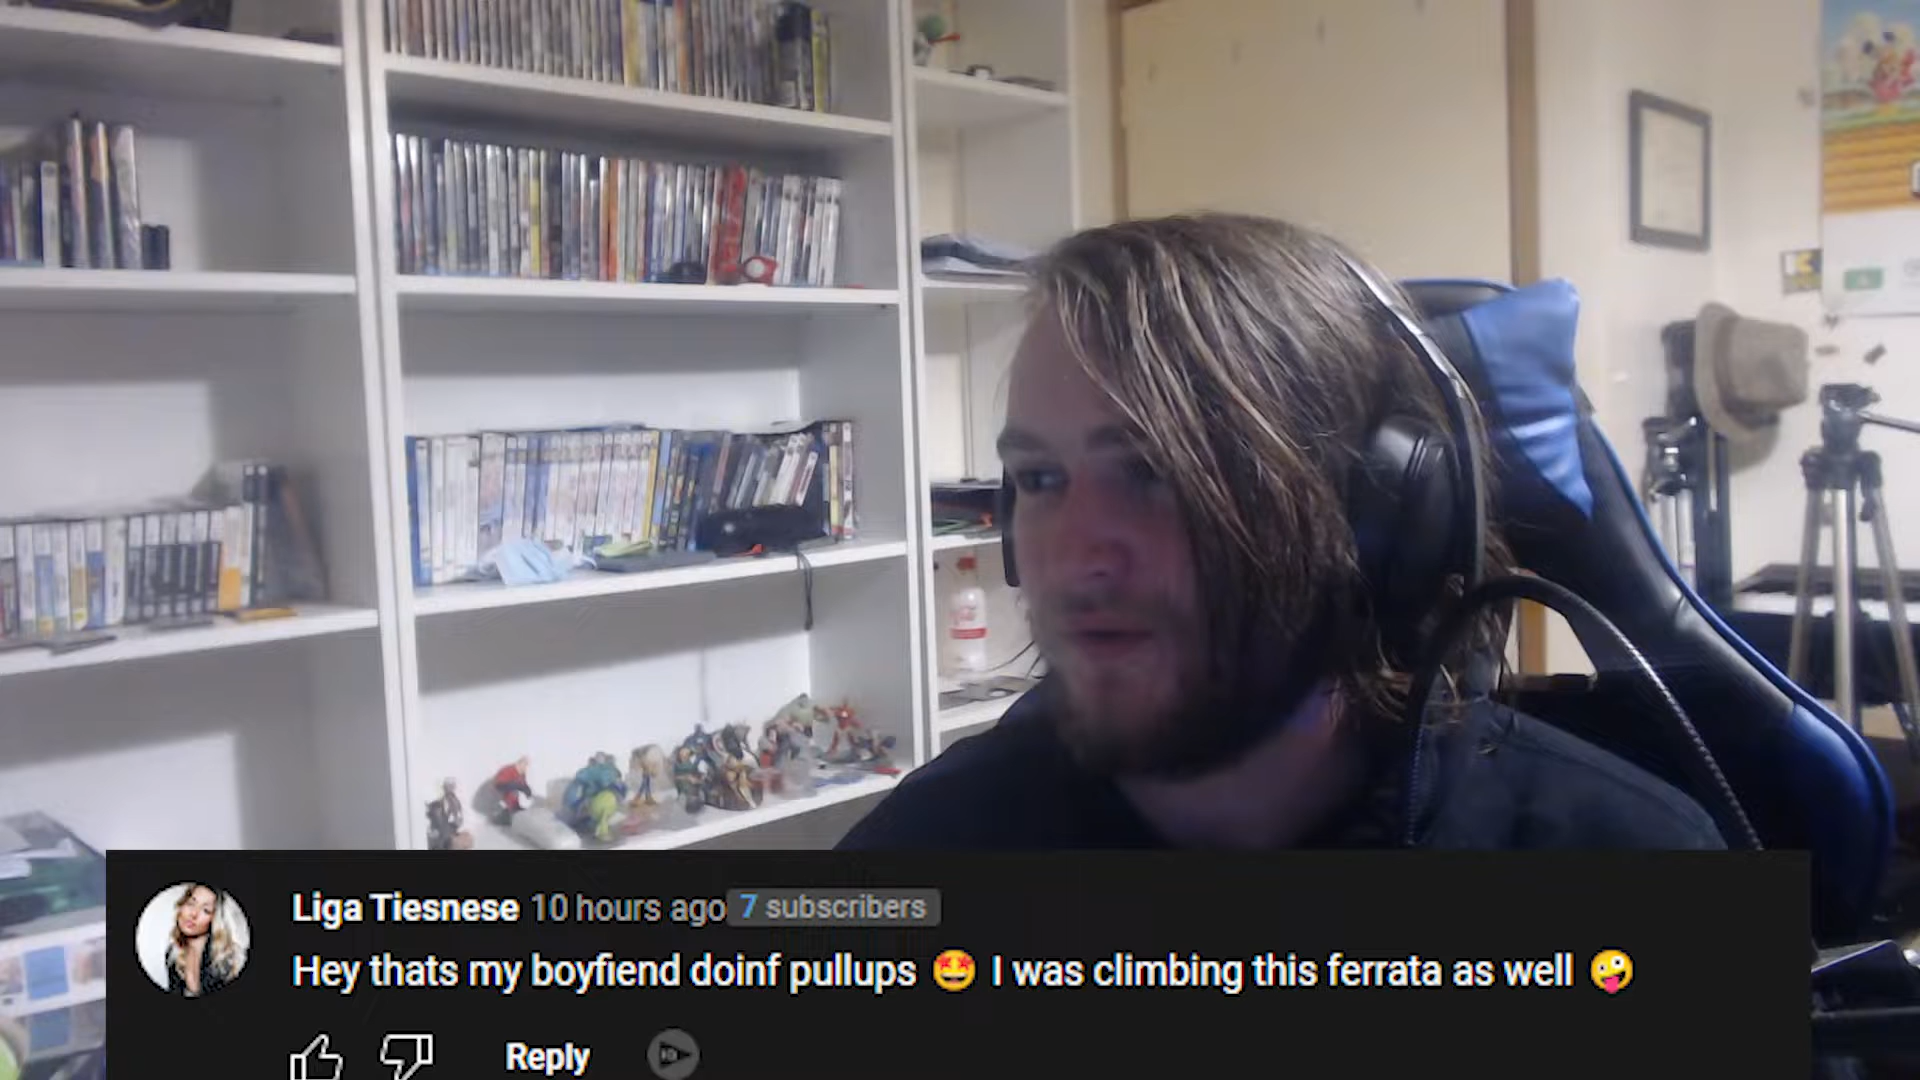 Liga Tiesnese 10 hours ago 7 subscribers
Hey thats my boyfiend doinf pullups 🤩 I was climbing this ferrata as well 🤪
Reply